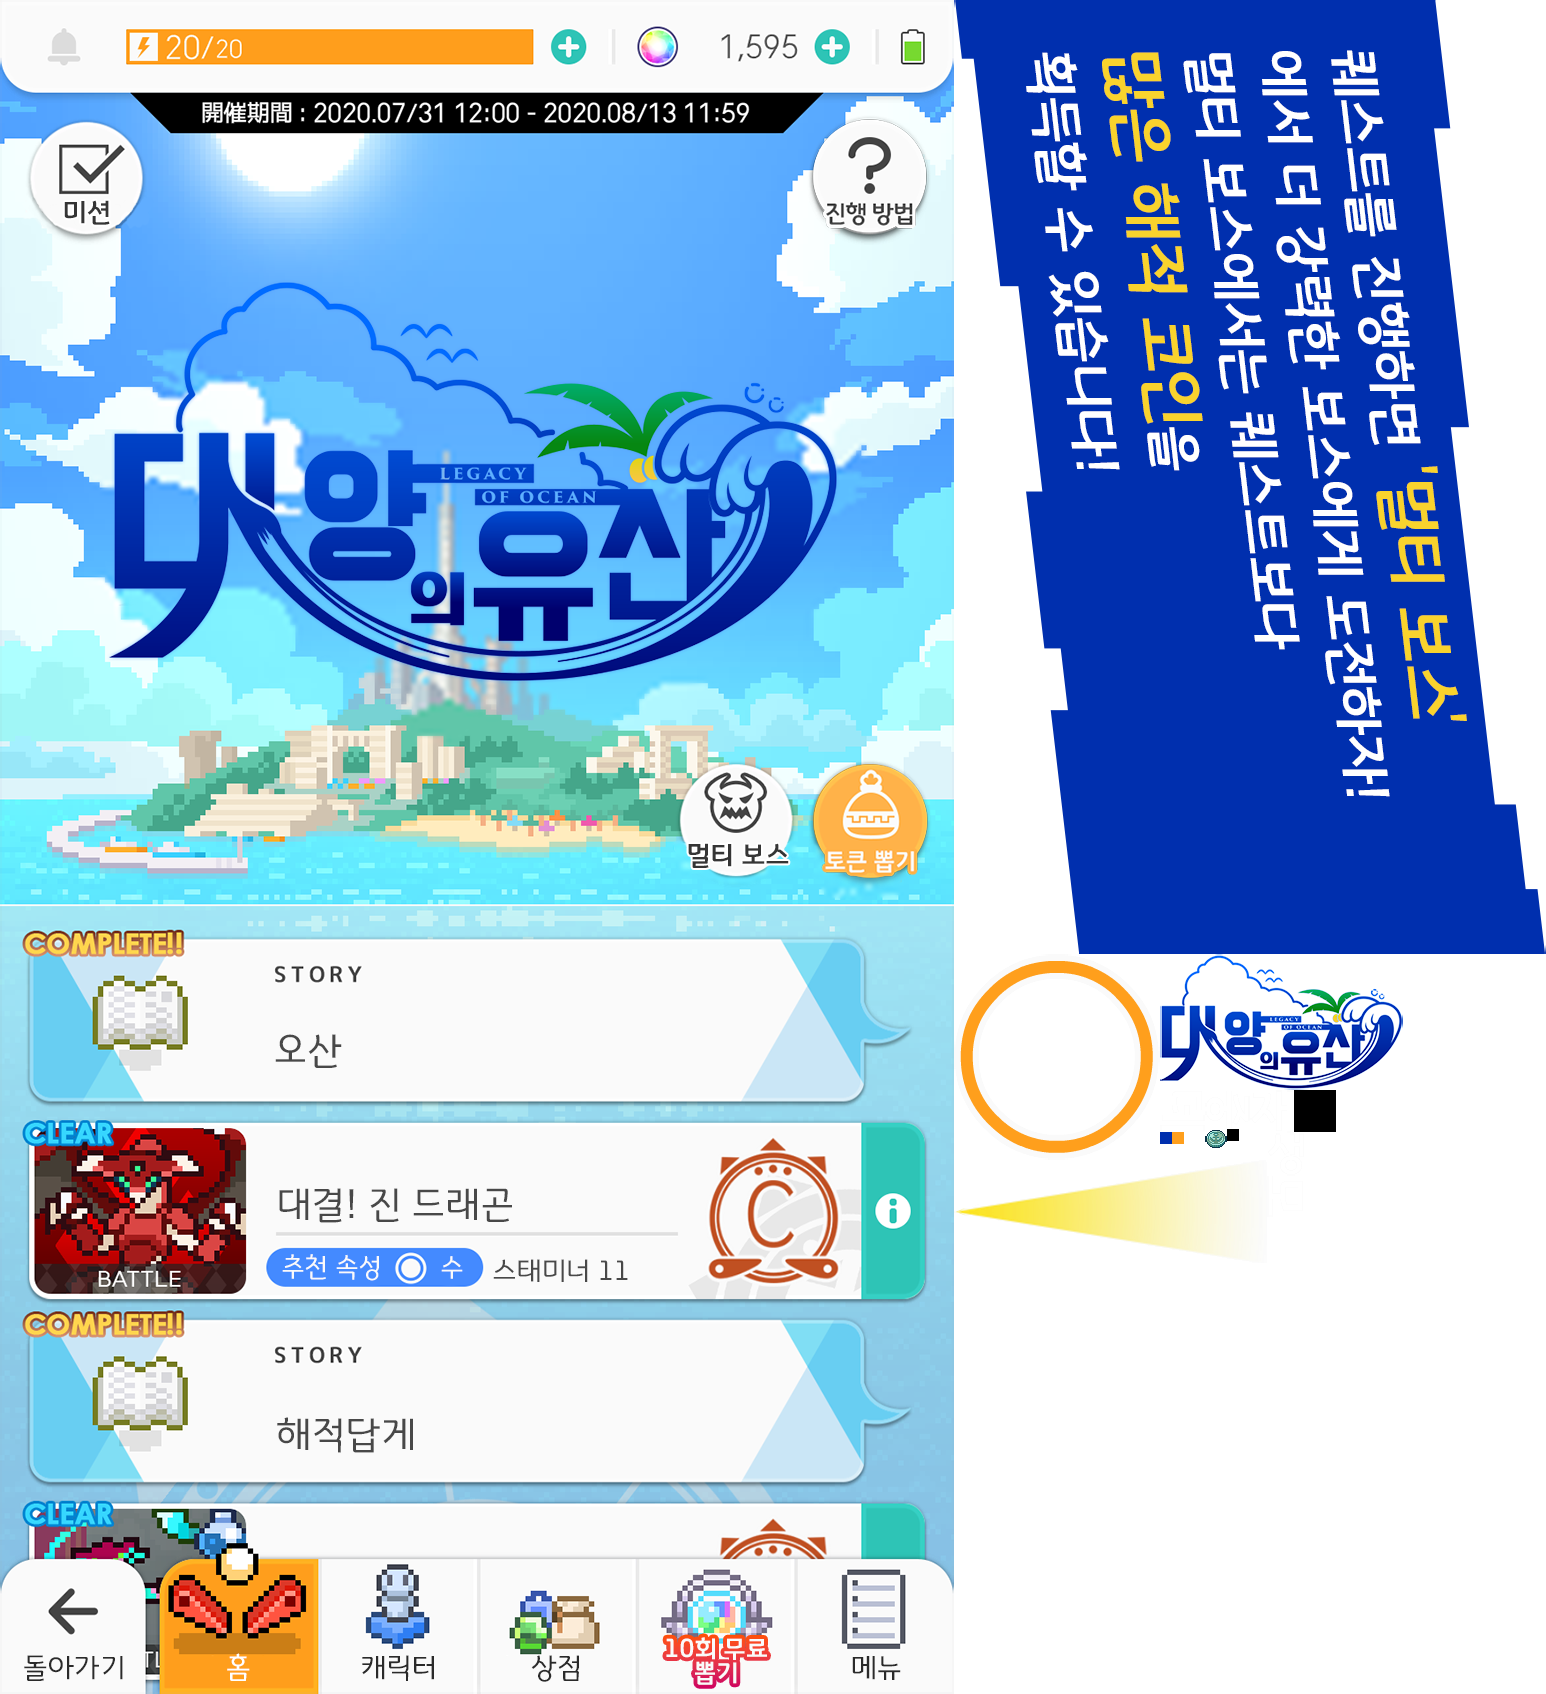 20/20
1,595
開催期間 : 2020.07/31 12:00 - 2020.08/13 11:59
미션
진행 방법
대양의 유산
LEGACY
OF OCEAN
멀티 보스
토큰 뽑기
COMPLETE!!
STORY
오산
CLEAR
BATTLE
대결! 진 드래곤
추천 속성 수
스태미너 11
C
COMPLETE!!
STORY
해적답게
CLEAR
돌아가기
홈
캐릭터
상점
10회 무료
뽑기
메뉴
퀘스트를 진행하면 '멀티 보스'
에서 더 강력한 보스에게 도전하자!
멀티 보스에서는 퀘스트보다
많은 해적 코인을
획득할 수 있습니다!
대양의 유산
LEGACY
OF OCEAN